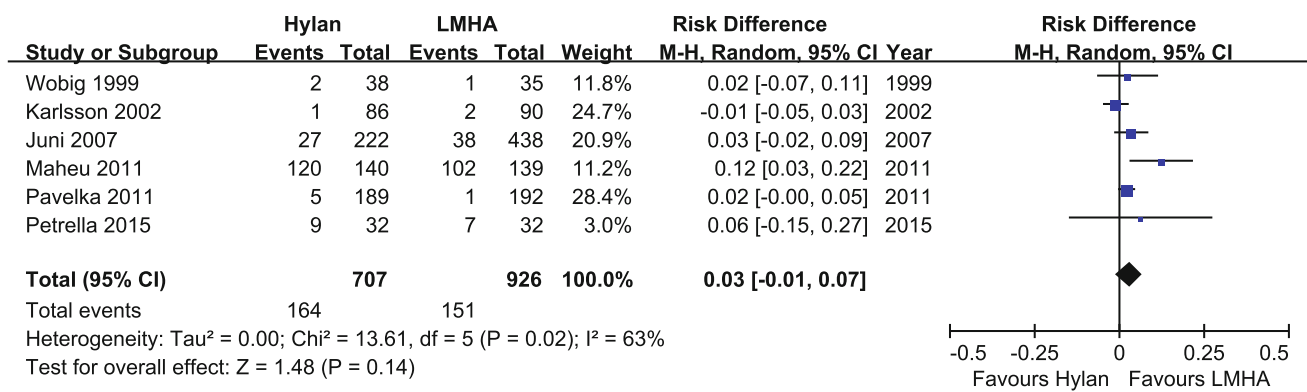 Hylan LMHA Risk Difference Risk Difference
Study or Subgroup Events Total Events Total Weight M-H, Random, 95% CI Year M-H, Random, 95% CI
Wobig 1999 2 38 1 35 11.8% 0.02 [-0.07, 0.11] 1999
Karlsson 2002 1 86 2 90 24.7% -0.01 [-0.05, 0.03] 2002
Juni 2007 27 222 38 438 20.9% 0.03 [-0.02, 0.09] 2007
Maheu 2011 120 140 102 139 11.2% 0.12 [0.03, 0.22] 2011
Pavelka 2011 5 189 1 192 28.4% 0.02 [-0.00, 0.05] 2011
Petrella 2015 9 32 7 32 3.0% 0.06 [-0.15, 0.27] 2015
Total (95% CI) 707 926 100.0% 0.03 [-0.01, 0.07]
Total events 164 151
Heterogeneity: Tau² = 0.00; Chi² = 13.61, df = 5 (P = 0.02); I² = 63%
Test for overall effect: Z = 1.48 (P = 0.14)
-0.5 -0.25 0 0.25 0.5
Favours Hylan Favours LMHA